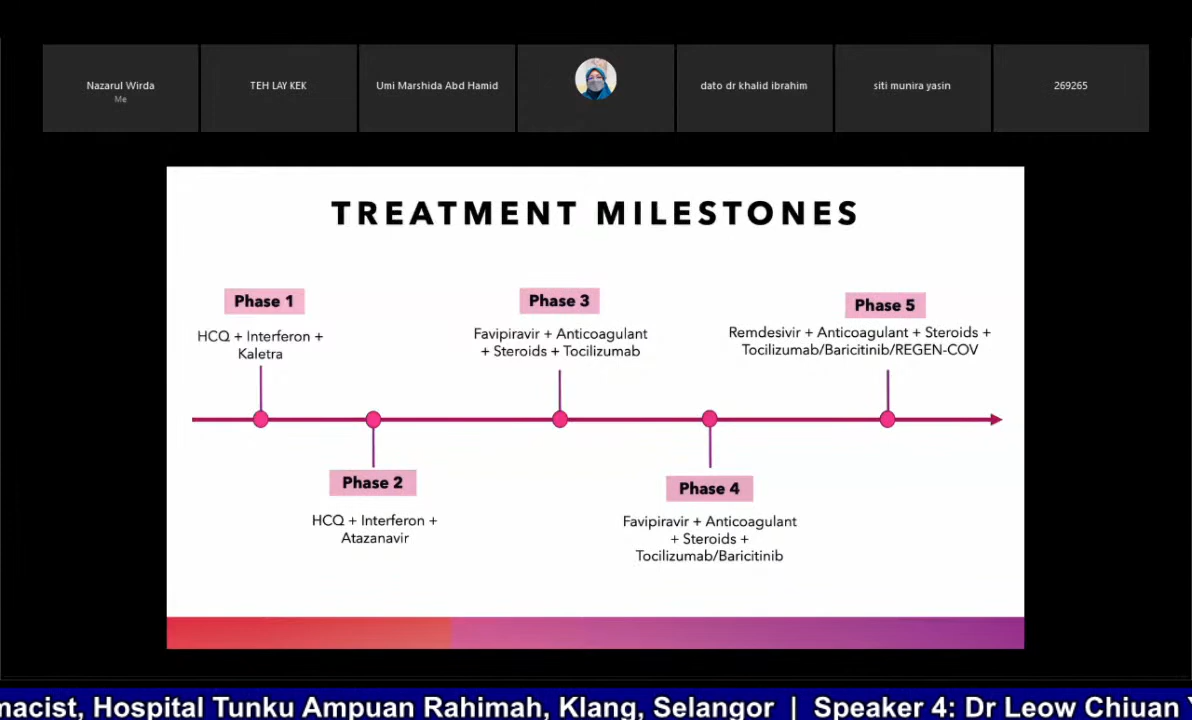 Nazarul Wirda
Me
TEH LAY KEK
Umi Marshida Abd Hamid
dato dr khalid ibrahim
siti munira yasin
269265
TREATMENT MILESTONES
Phase 1
HCQ + Interferon +
Kaletra
Phase 2
HCQ + Interferon +
Atazanavir
Phase 3
Favipiravir + Anticoagulant
+ Steroids + Tocilizumab
Phase 4
Favipiravir + Anticoagulant
+ Steroids +
Tocilizumab/Baricitinib
Phase 5
Remdesivir + Anticoagulant + Steroids +
Tocilizumab/Baricitinib/REGEN-COV
macist, Hospital Tunku Ampuan Rahimah, Klang, Selangor | Speaker 4: Dr Leow Chiuan Y